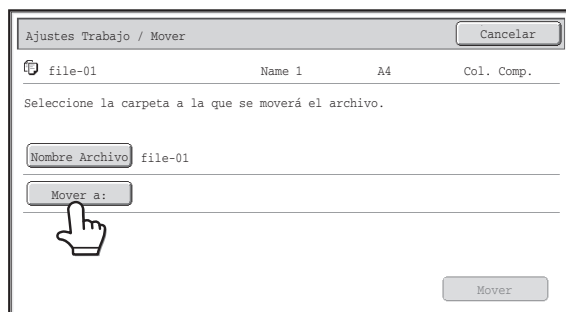 Ajustes Trabajo / Mover Cancelar
file-01 Name 1 A4 Col. Comp.
Seleccione la carpeta a la que se moverá el archivo.
Nombre Archivo file-01
Mover a:
Mover